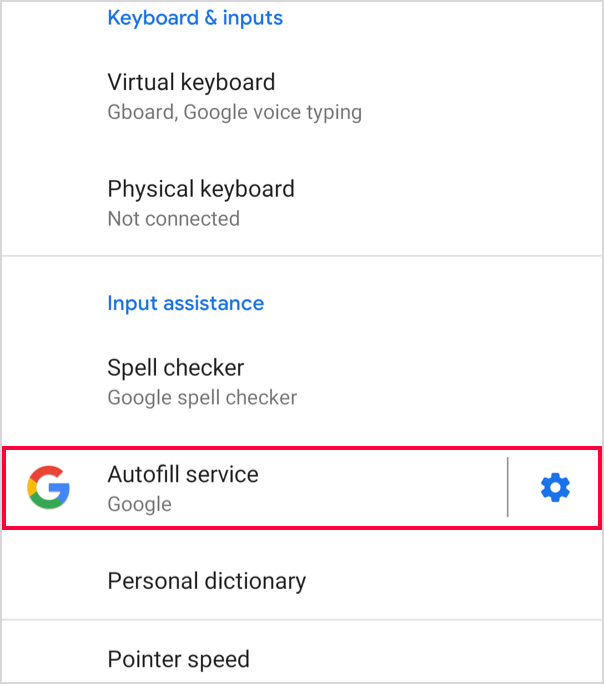 Keyboard & inputs
Virtual keyboard
Gboard, Google voice typing
Physical keyboard
Not connected
Input assistance
Spell checker
Google spell checker
Autofill service
Google
Personal dictionary
Pointer speed